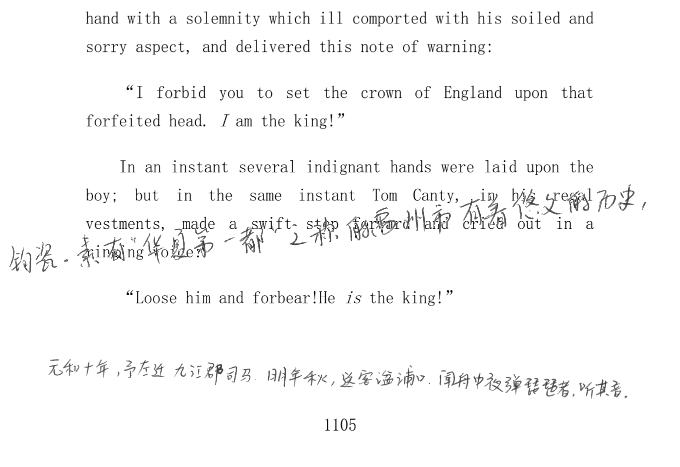 hand with a solemnity which ill comported with his soiled and
sorry aspect, and delivered this note of warning:
“I forbid you to set the crown of England upon that
forfeited head. I am the king!”
In an instant several indignant hands were laid upon the
boy; but in the same instant Tom Canty, in his regal
vestments, made a swift step forward and cried out in a
ringing voice:
钧瓷。素有“华夏第一都”之称的禹州市有着悠久的历史，
“Loose him and forbear!He is the king!”
元和十年，予左迁九江郡司马。明年秋，送客湓浦口，闻舟中夜弹琵琶者，听其音，
1105